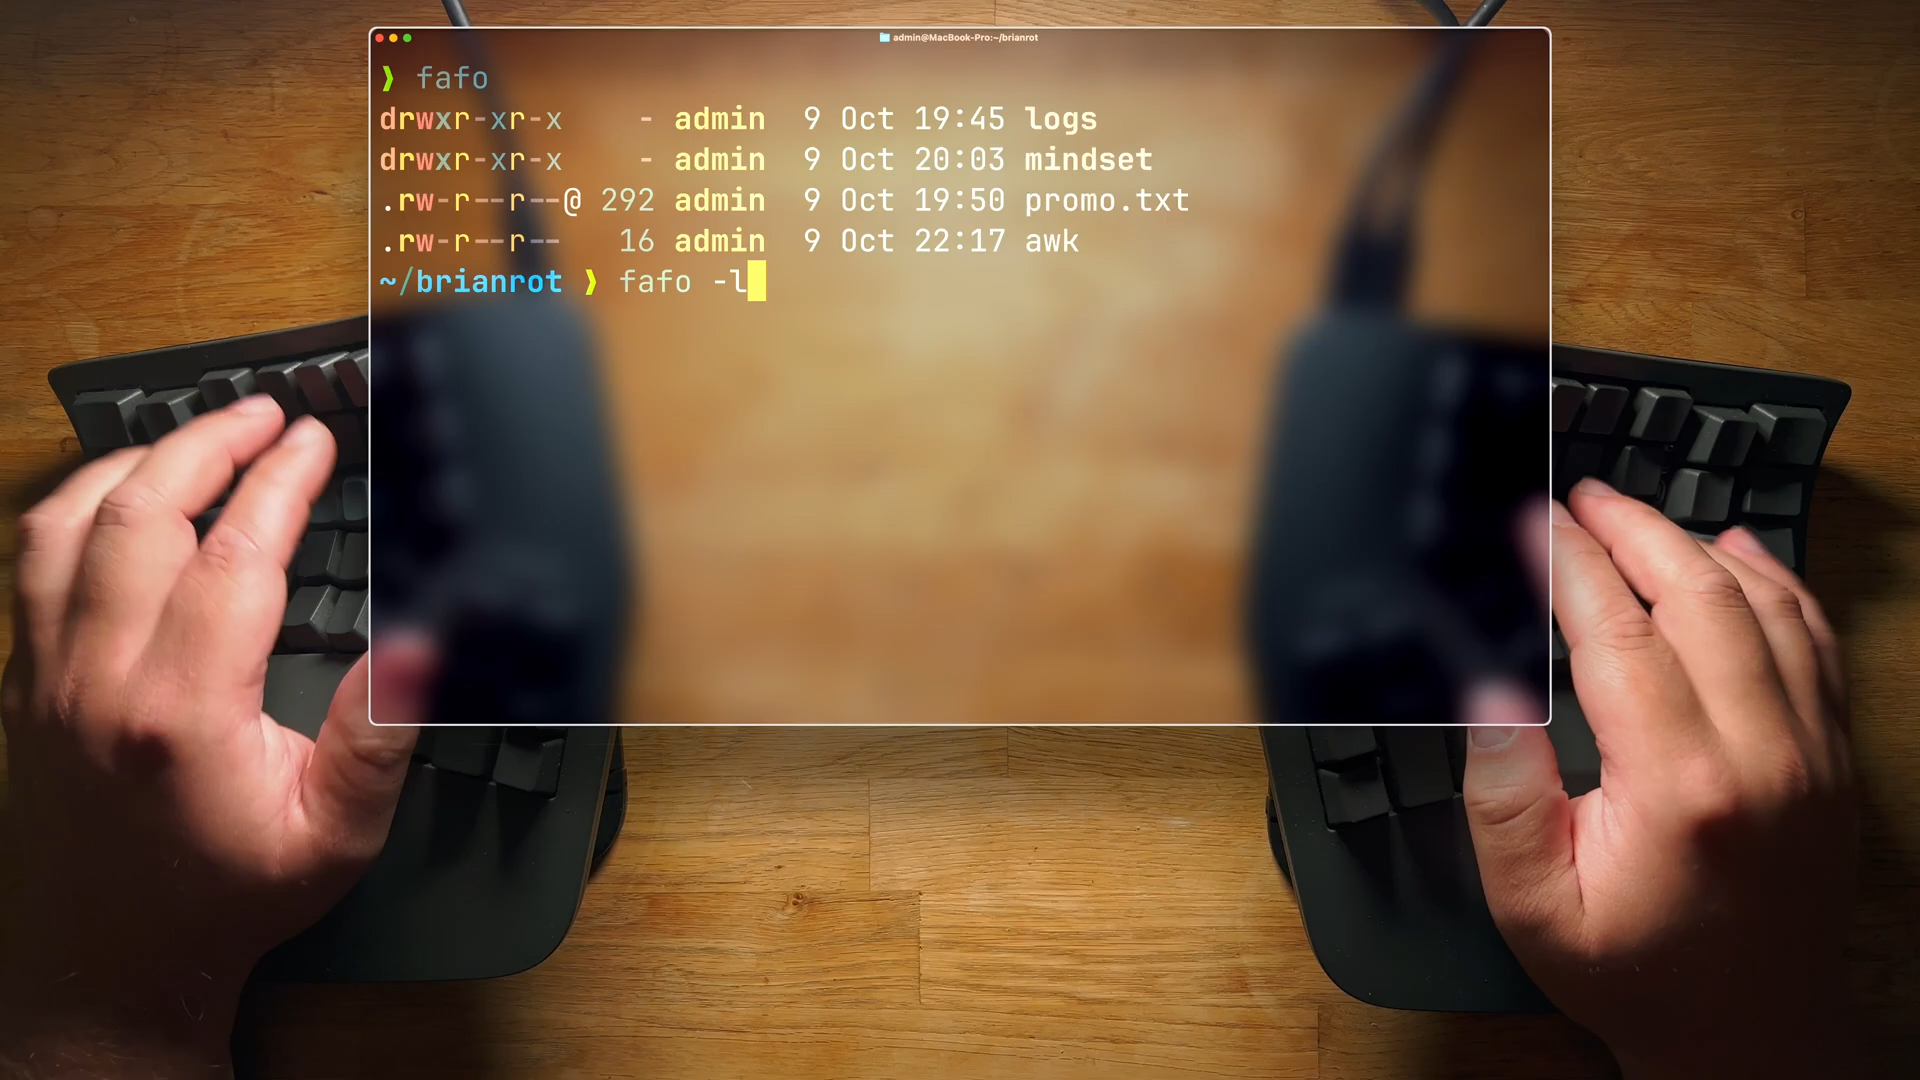 admin@MacBook-Pro:~/brianrot
❯ fafo
drwxr-xr-x - admin 9 Oct 19:45 logs
drwxr-xr-x - admin 9 Oct 20:03 mindset
.rw-r--r--@ 292 admin 9 Oct 19:50 promo.txt
.rw-r--r-- 16 admin 9 Oct 22:17 awk
~/brianrot ❯ fafo -l